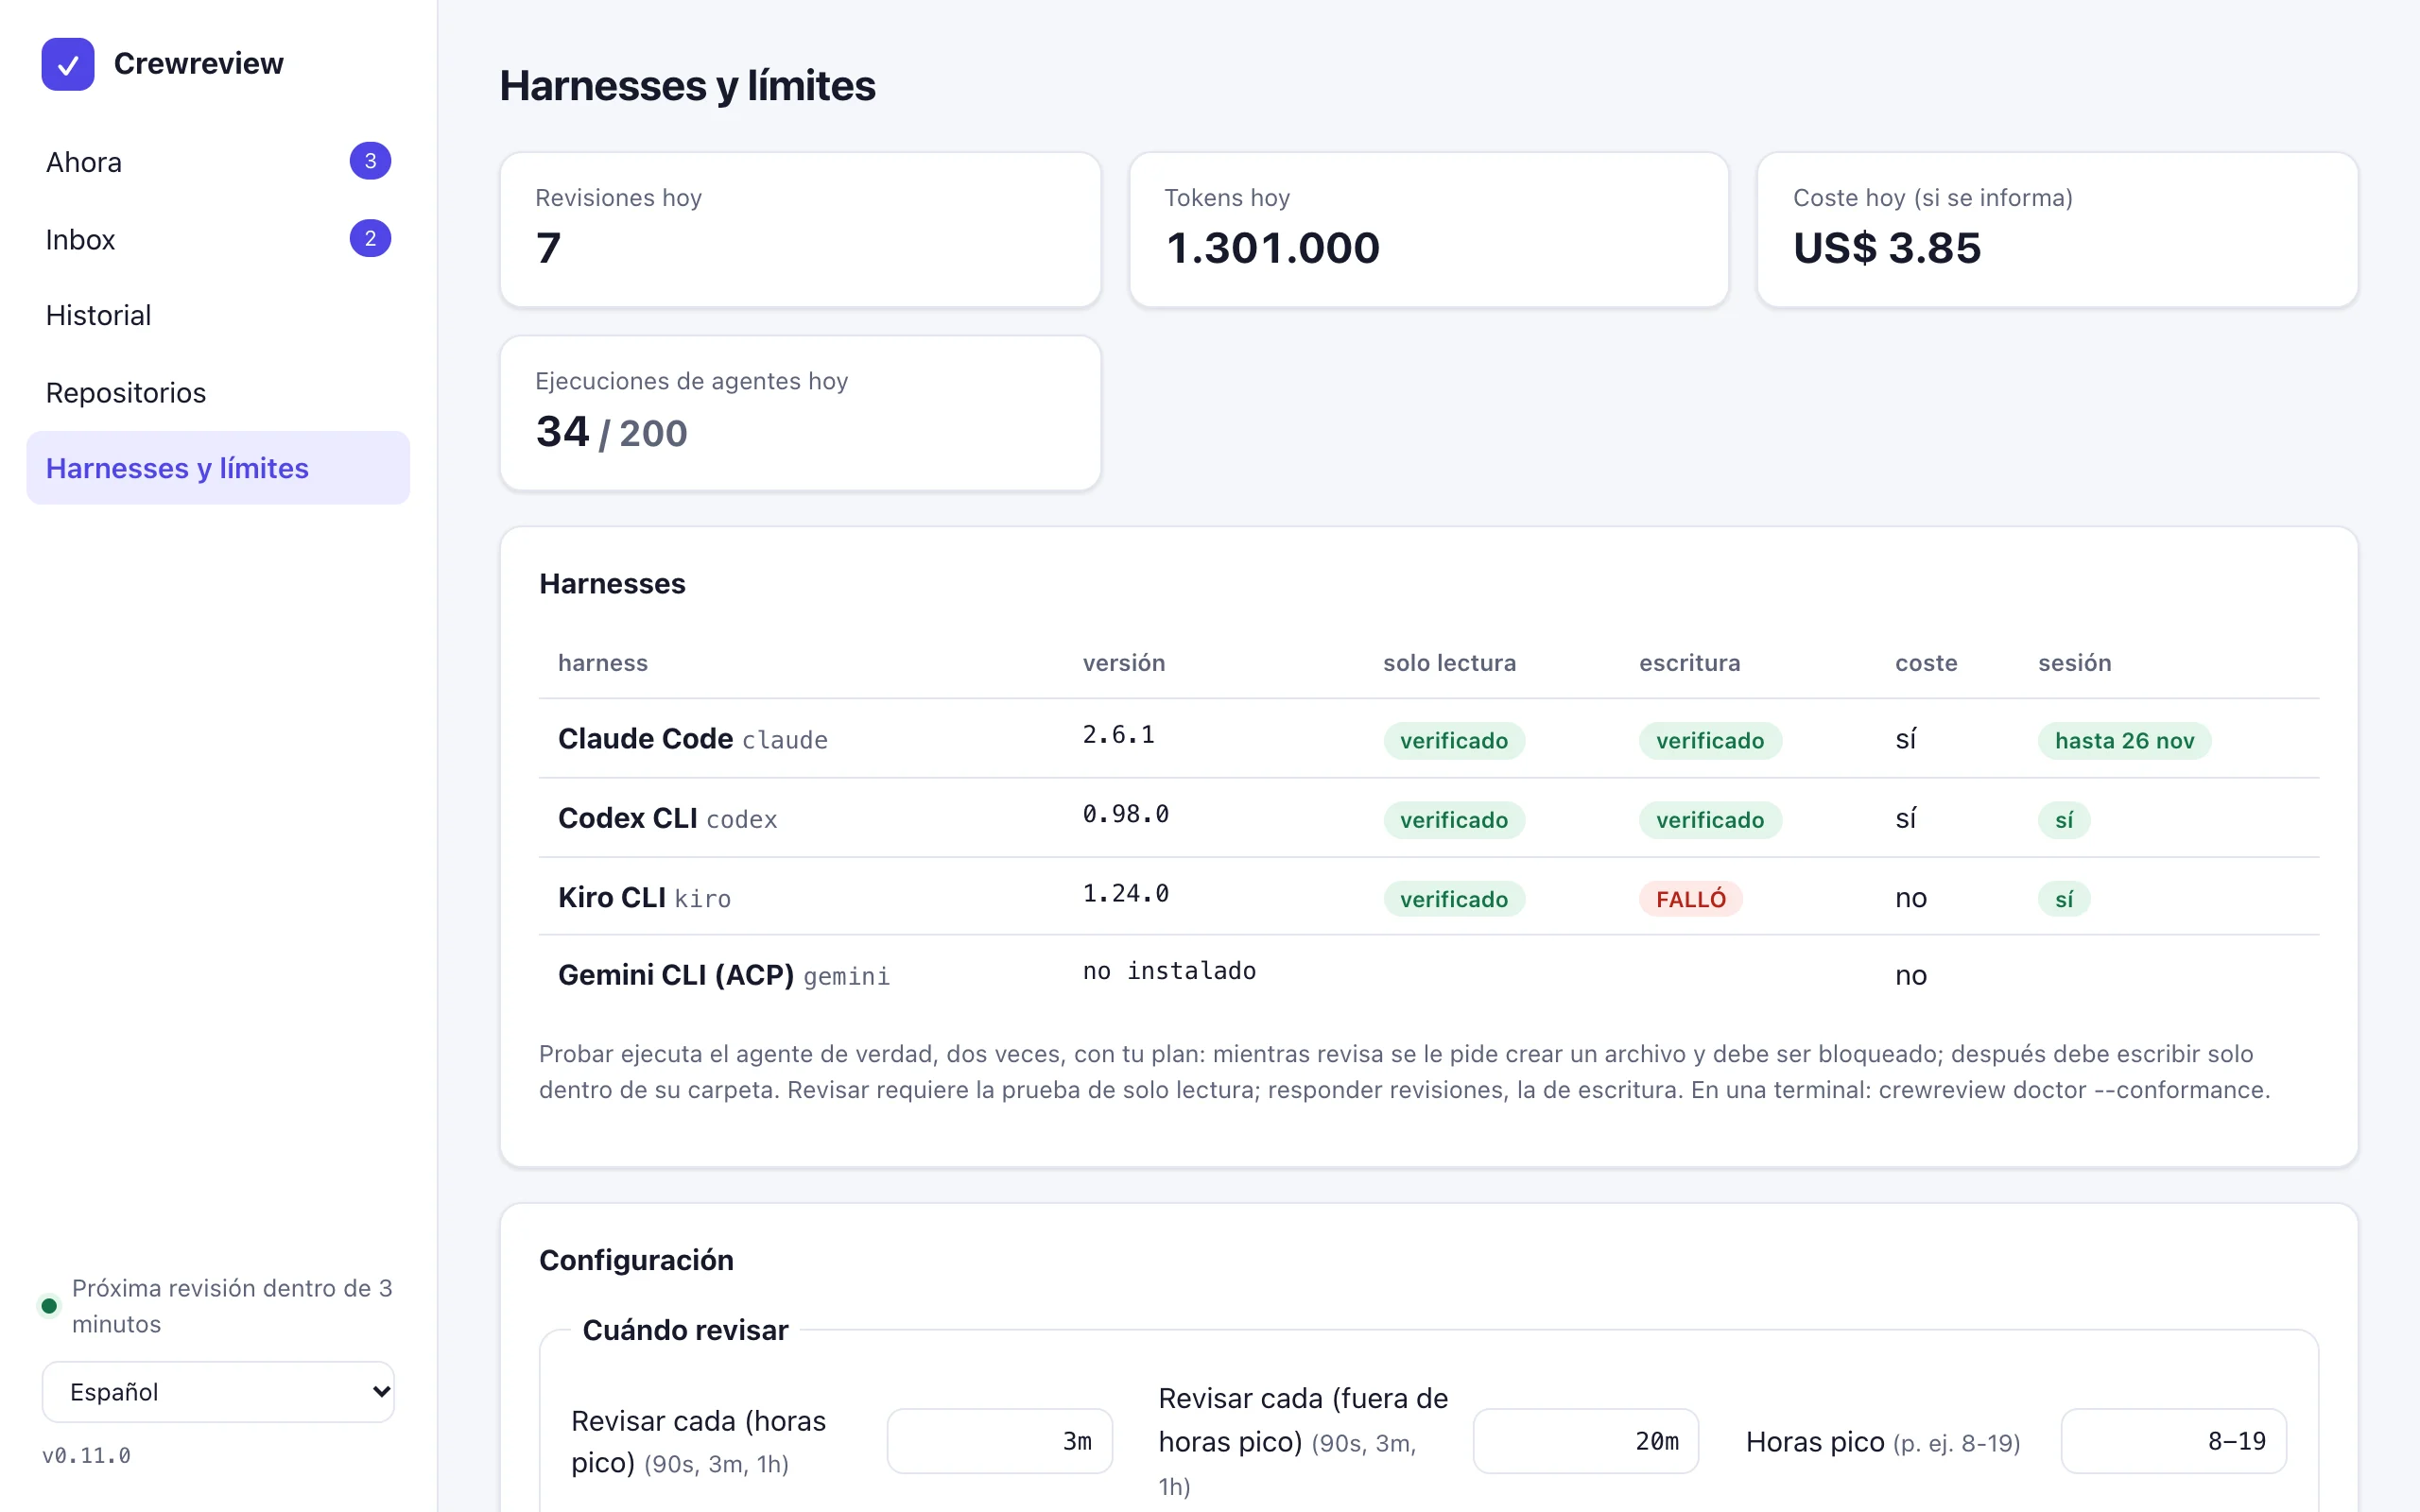 Crewreview
Ahora 3
Inbox 2
Historial
Repositorios
Harnesses y límites
Próxima revisión dentro de 3
minutos
Español
v0.11.0
Harnesses y límites
Revisiones hoy
7
Tokens hoy
1.301.000
Coste hoy (si se informa)
US$ 3.85
Ejecuciones de agentes hoy
34 / 200
Harnesses
harness versión solo lectura escritura coste sesión
Claude Code claude 2.6.1 verificado verificado sí hasta 26 nov
Codex CLI codex 0.98.0 verificado verificado sí sí
Kiro CLI kiro 1.24.0 verificado FALLÓ no sí
Gemini CLI (ACP) gemini no instalado no
Probar ejecuta el agente de verdad, dos veces, con tu plan: mientras revisa se le pide crear un archivo y debe ser bloqueado; después debe escribir solo
dentro de su carpeta. Revisar requiere la prueba de solo lectura; responder revisiones, la de escritura. En una terminal: crewreview doctor --conformance.
Configuración
Cuándo revisar
Revisar cada (horas
pico) (90s, 3m, 1h)
3m
Revisar cada (fuera de
horas pico) (90s, 3m,
1h)
20m
Horas pico (p. ej. 8-19)
8–19